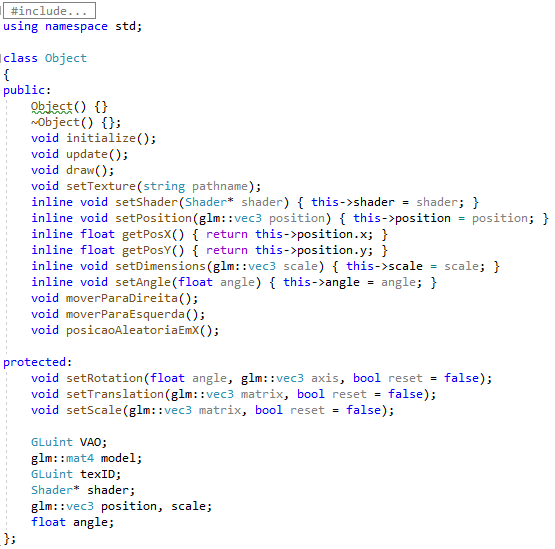 #include...
using namespace std;
class Object
{
public:
    Object() {}
    ~Object() {};
    void initialize();
    void update();
    void draw();
    void setTexture(string pathname);
    inline void setShader(Shader* shader) { this->shader = shader; }
    inline void setPosition(glm::vec3 position) { this->position = position; }
    inline float getPosX() { return this->position.x; }
    inline float getPosY() { return this->position.y; }
    inline void setDimensions(glm::vec3 scale) { this->scale = scale; }
    inline void setAngle(float angle) { this->angle = angle; }
    void moverParaDireita();
    void moverParaEsquerda();
    void posicaoAleatoriaEmX();
protected:
    void setRotation(float angle, glm::vec3 axis, bool reset = false);
    void setTranslation(glm::vec3 matrix, bool reset = false);
    void setScale(glm::vec3 matrix, bool reset = false);
    GLuint VAO;
    glm::mat4 model;
    GLuint texID;
    Shader* shader;
    glm::vec3 position, scale;
    float angle;
};